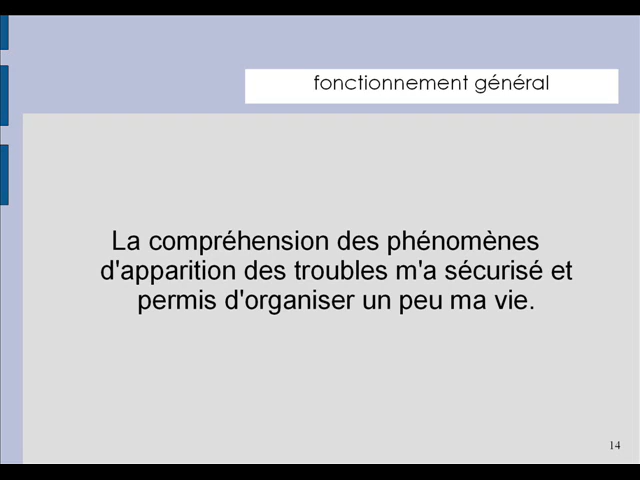 fonctionnement général
La compréhension des phénomènes
d'apparition des troubles m'a sécurisé et
permis d'organiser un peu ma vie.
14